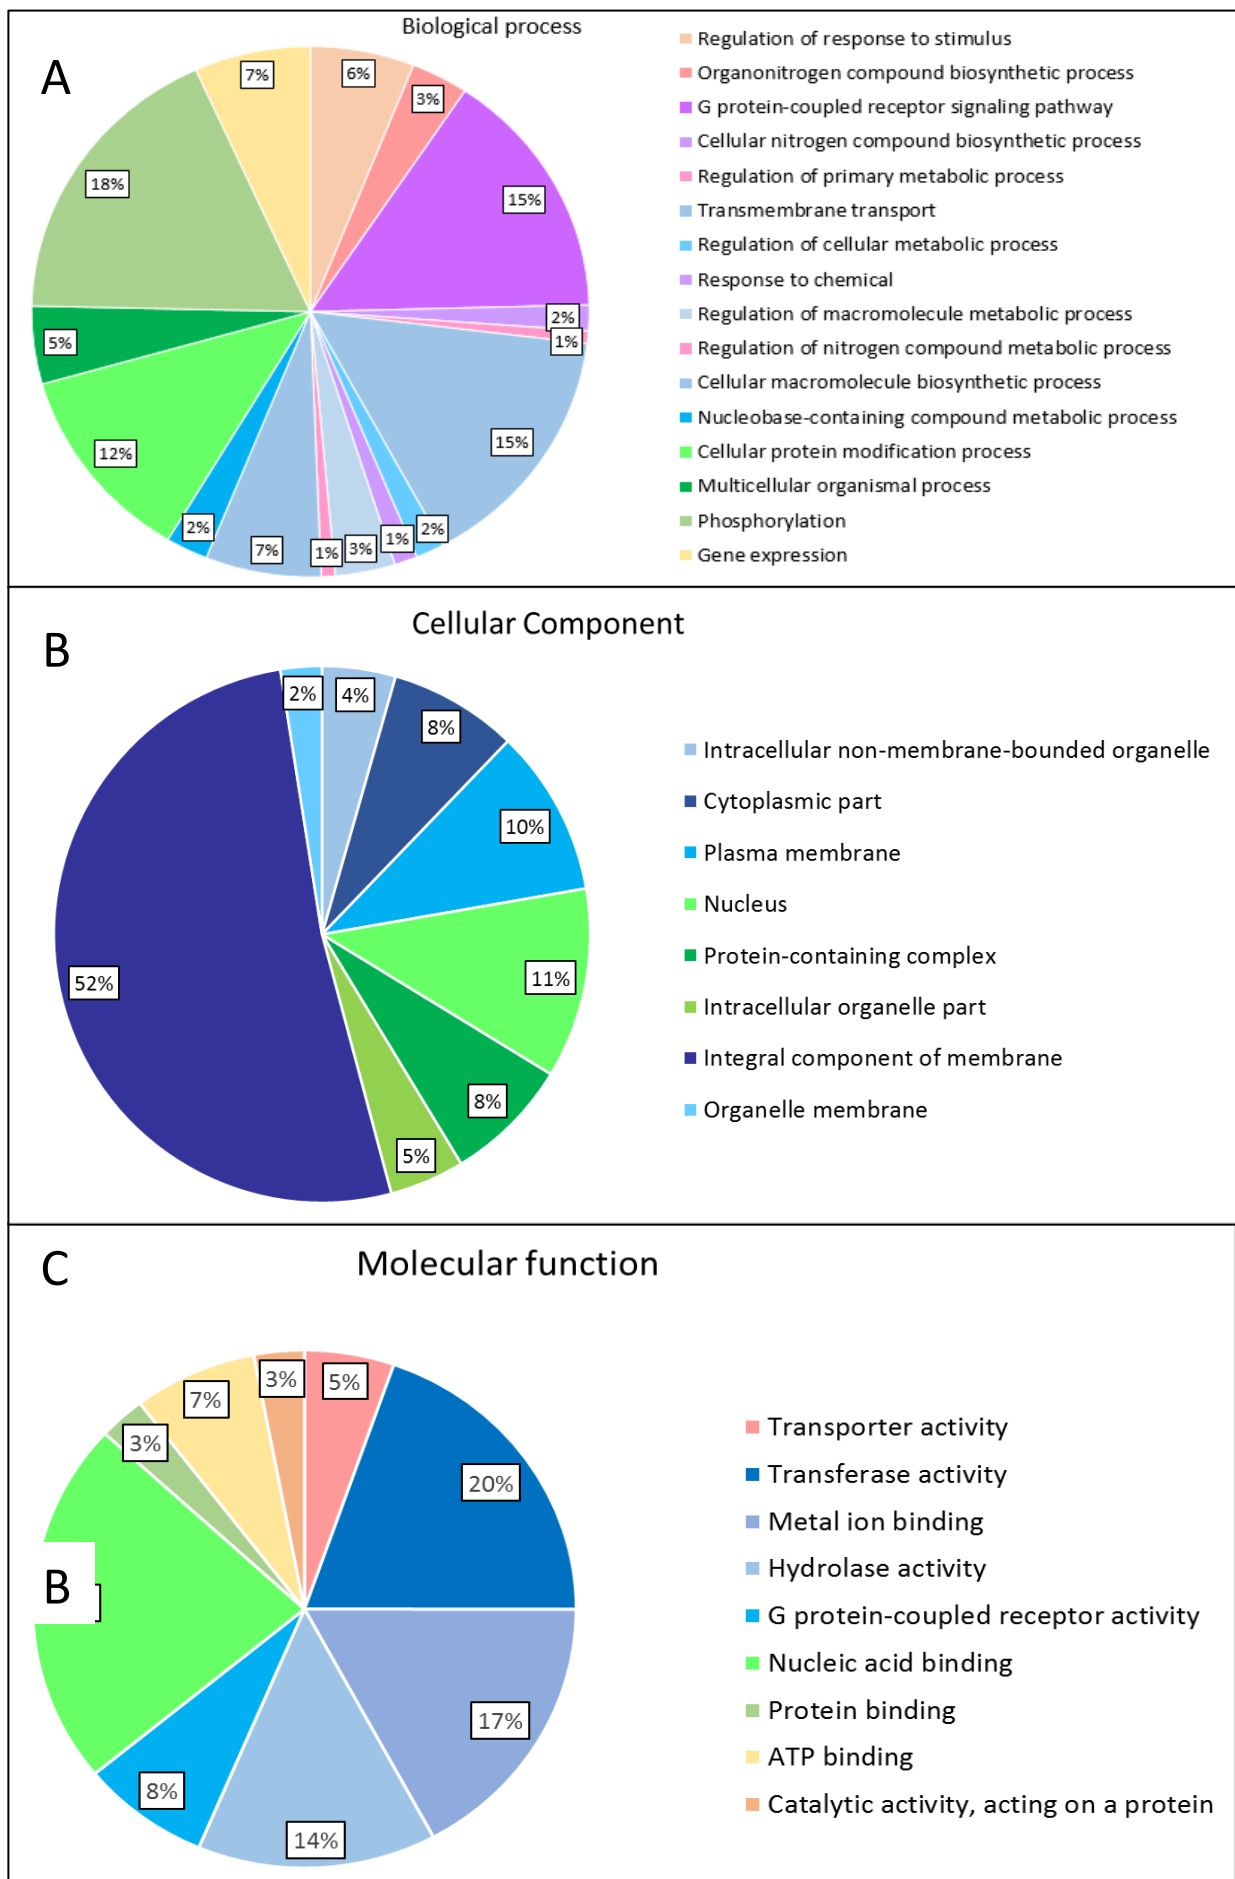 Biological process
A
7%
6%
3%
18%
15%
2%
1%
5%
15%
12%
2%
7%
1%
3%
1%
2%
Regulation of response to stimulus
Organonitrogen compound biosynthetic process
G protein-coupled receptor signaling pathway
Cellular nitrogen compound biosynthetic process
Regulation of primary metabolic process
Transmembrane transport
Regulation of cellular metabolic process
Response to chemical
Regulation of macromolecule metabolic process
Regulation of nitrogen compound metabolic process
Cellular macromolecule biosynthetic process
Nucleobase-containing compound metabolic process
Cellular protein modification process
Multicellular organismal process
Phosphorylation
Gene expression
Cellular Component
B
2%
4%
8%
10%
52%
11%
8%
5%
Intracellular non-membrane-bounded organelle
Cytoplasmic part
Plasma membrane
Nucleus
Protein-containing complex
Intracellular organelle part
Integral component of membrane
Organelle membrane
C
Molecular function
3%
5%
7%
3%
20%
B
17%
8%
14%
Transporter activity
Transferase activity
Metal ion binding
Hydrolase activity
G protein-coupled receptor activity
Nucleic acid binding
Protein binding
ATP binding
Catalytic activity, acting on a protein